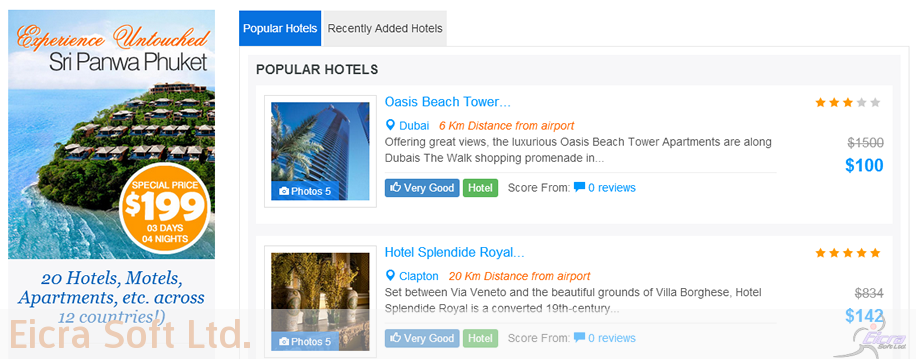 Experience Untouched
Sri Panwa Phuket
SPECIAL PRICE
$199
03 DAYS
04 NIGHTS
20 Hotels, Motels,
Apartments, etc. across
12 countries!)
Eicra Soft Ltd.
Popular Hotels
Recently Added Hotels
POPULAR HOTELS
Oasis Beach Tower...
Dubai 6 Km Distance from airport
Offering great views, the luxurious Oasis Beach Tower Apartments are along
Dubais The Walk shopping promenade in...
$1500
$100
Photos 5
Very Good Hotel Score From: 0 reviews
Hotel Splendide Royal...
Clapton 20 Km Distance from airport
Set between Via Veneto and the beautiful grounds of Villa Borghese, Hotel
Splendide Royal is a converted 19th-century...
$834
$142
Photos 5
Very Good Hotel Score From: 0 reviews
Eicra
Soft Ltd